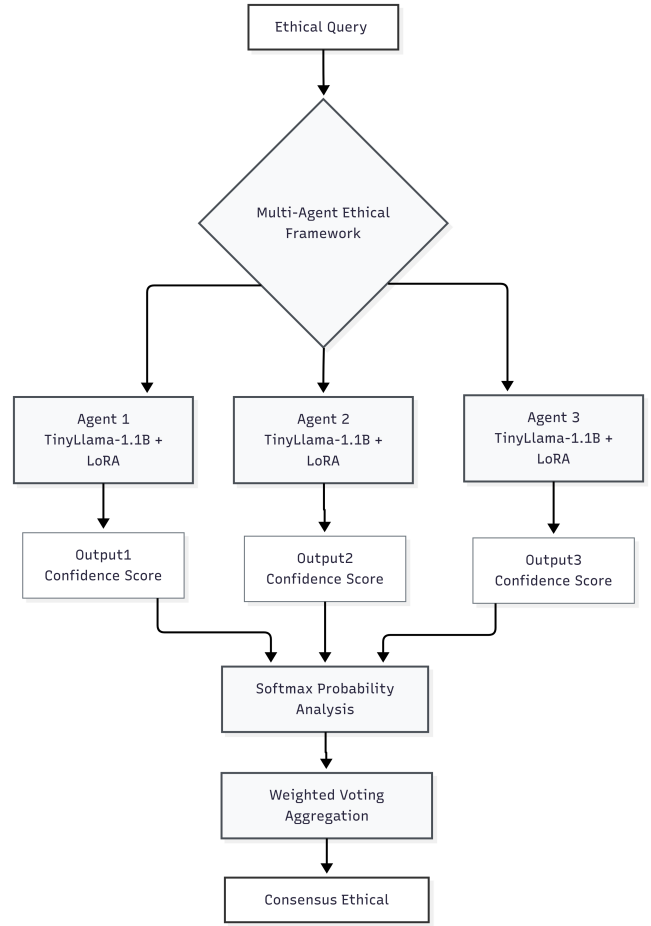 Ethical Query
Multi-Agent Ethical
Framework
Agent 1
TinyLlama-1.1B +
LoRA
Agent 2
TinyLlama-1.1B +
LoRA
Agent 3
TinyLlama-1.1B +
LoRA
Output1
Confidence Score
Output2
Confidence Score
Output3
Confidence Score
Softmax Probability
Analysis
Weighted Voting
Aggregation
Consensus Ethical